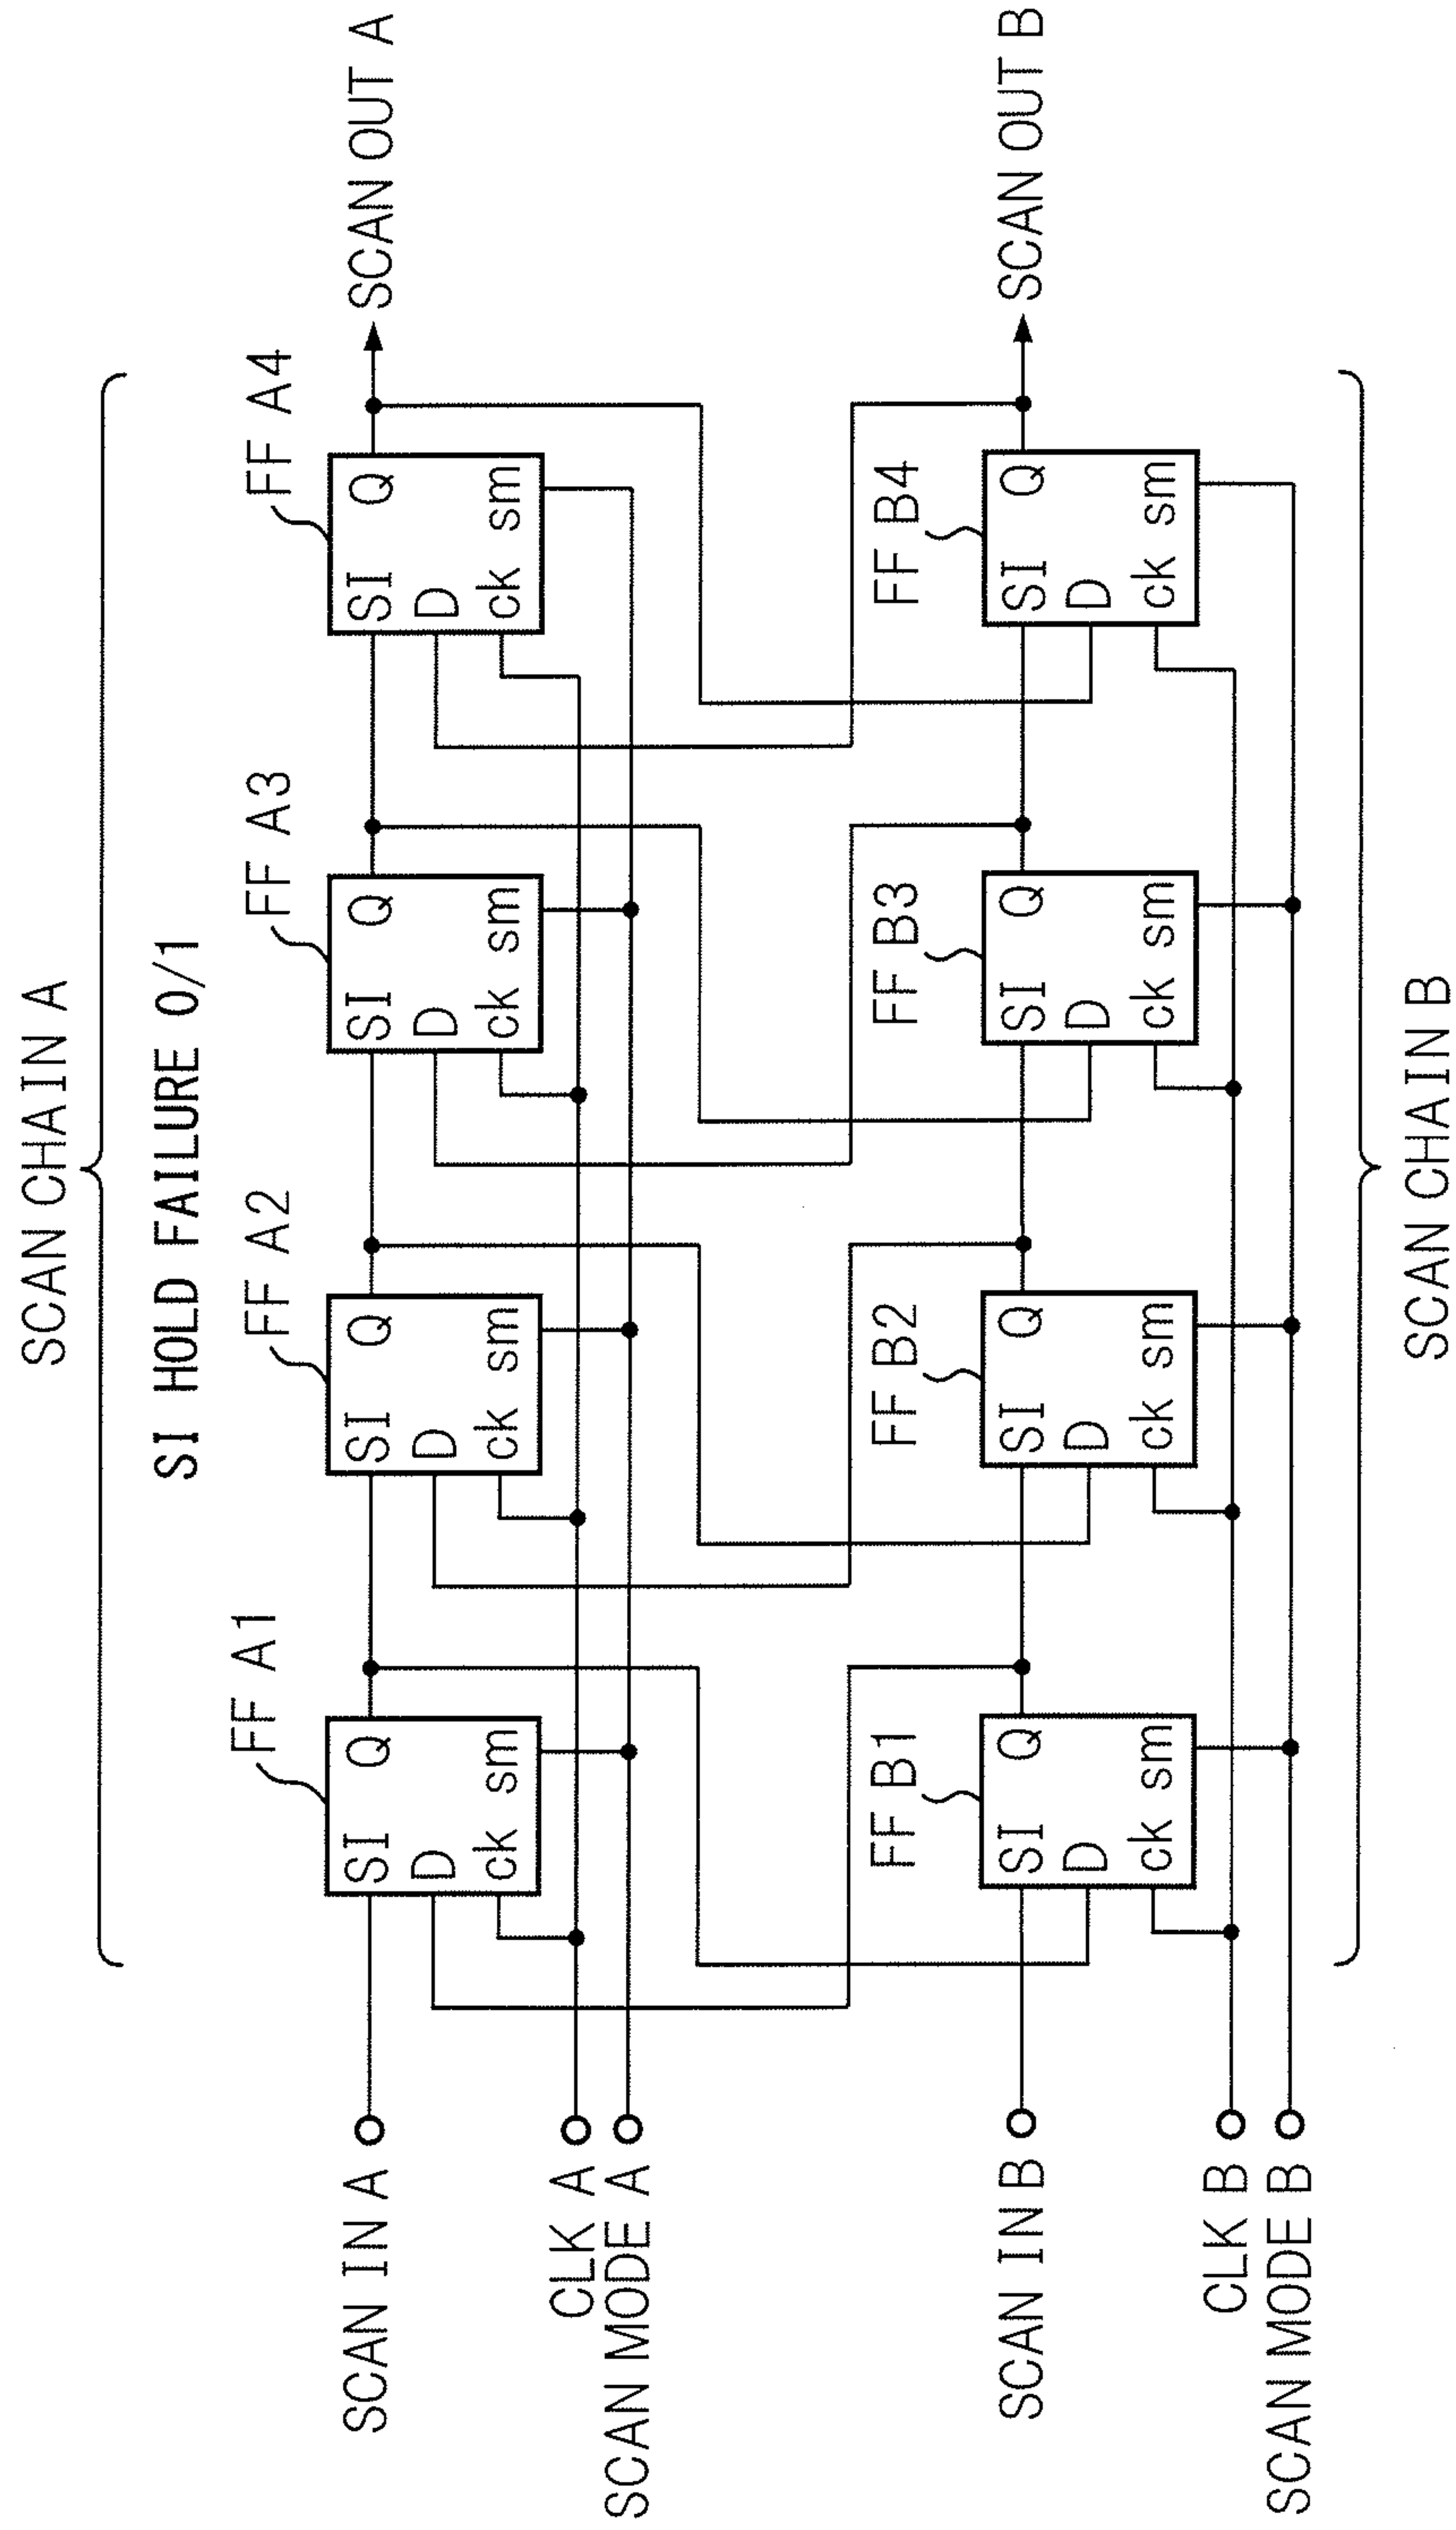 SCAN CHAIN A
SI HOLD FAILURE 0/1
FF A1
FF A2
FF A3
FF A4
SCAN IN A
SI Q
D
ck sm
SI Q
D
ck sm
SI Q
D
ck sm
SI Q
D
ck sm
SCAN OUT A
CLK A
SCAN MODE A
FF B1
FF B2
FF B3
FF B4
SCAN IN B
SI Q
D
ck sm
SI Q
D
ck sm
SI Q
D
ck sm
SI Q
D
ck sm
SCAN OUT B
CLK B
SCAN MODE B
SCAN CHAIN B